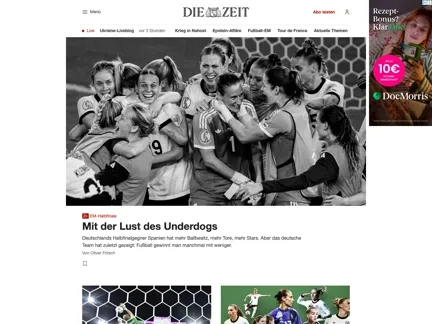 Menü
DIE ZEIT
Abo testen
Live
Ukraine-Liveblog
vor 3 Stunden
Krieg in Nahost
Epstein-Affäre
Fußball-EM
Tour de France
Aktuelle Themen
Rezept-
Bonus?
Klar
10€
DocMorris
9
EM-Halbfinale
Mit der Lust des Underdogs
Deutschlands Halbfinalgegner Spanien hat mehr Ballbesitz, mehr Tore, mehr Stars. Aber das deutsche
Team hat zuletzt gezeigt: Fußball gewinnt man manchmal mit weniger.
Von Oliver Fritsch